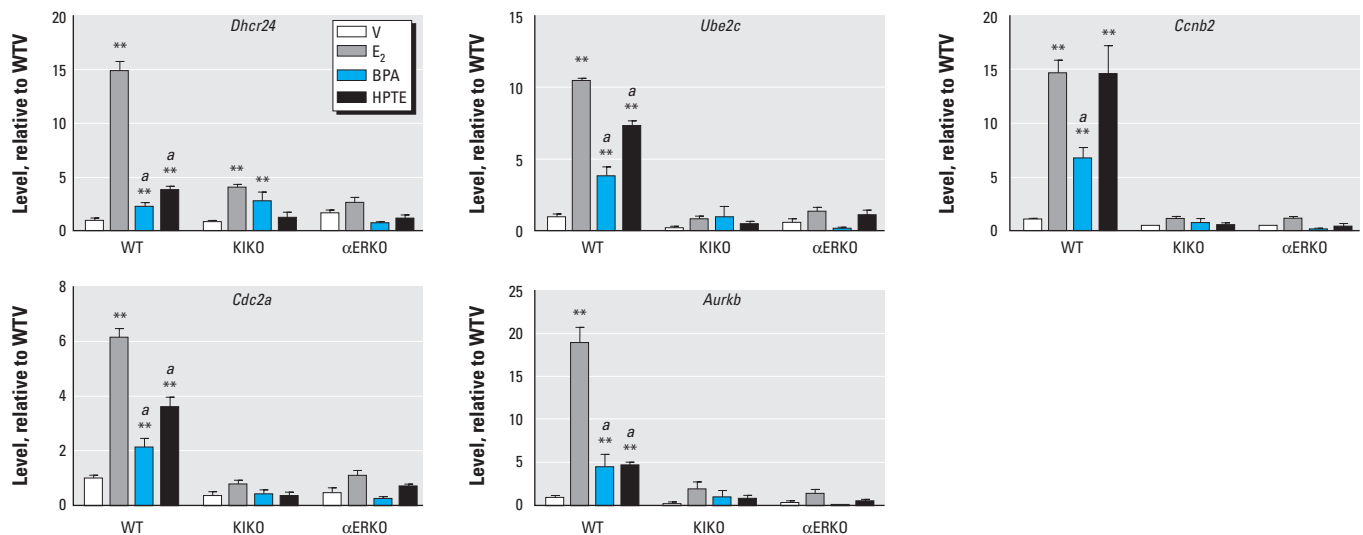 Dhcr24
Level, relative to WTV
20
15
10
5
0
**
a
**
a
**
**
**
V
E2
BPA
HPTE
WT
KIKO
αERKO
Ube2c
Level, relative to WTV
15
10
5
0
**
a
**
a
**
WT
KIKO
αERKO
Ccnb2
Level, relative to WTV
20
15
10
5
0
**
a
**
**
WT
KIKO
αERKO
Cdc2a
Level, relative to WTV
8
6
4
2
0
**
a
**
a
**
WT
KIKO
αERKO
Aurkb
Level, relative to WTV
25
20
15
10
5
0
**
a
**
a
**
WT
KIKO
αERKO